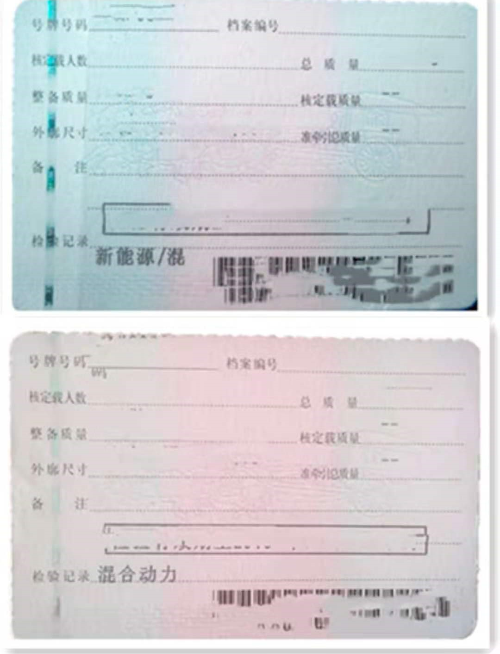 号牌号码 档案编号
核定载人数 总质量
整备质量 核定载质量 --
外廓尺寸 准牵引总质量
备注
检验记录 新能源/混
号牌号码 档案编号
码
核定载人数 总质量
整备质量 核定载质量 --
外廓尺寸 准牵引总质量 --
备注
检验记录 混合动力